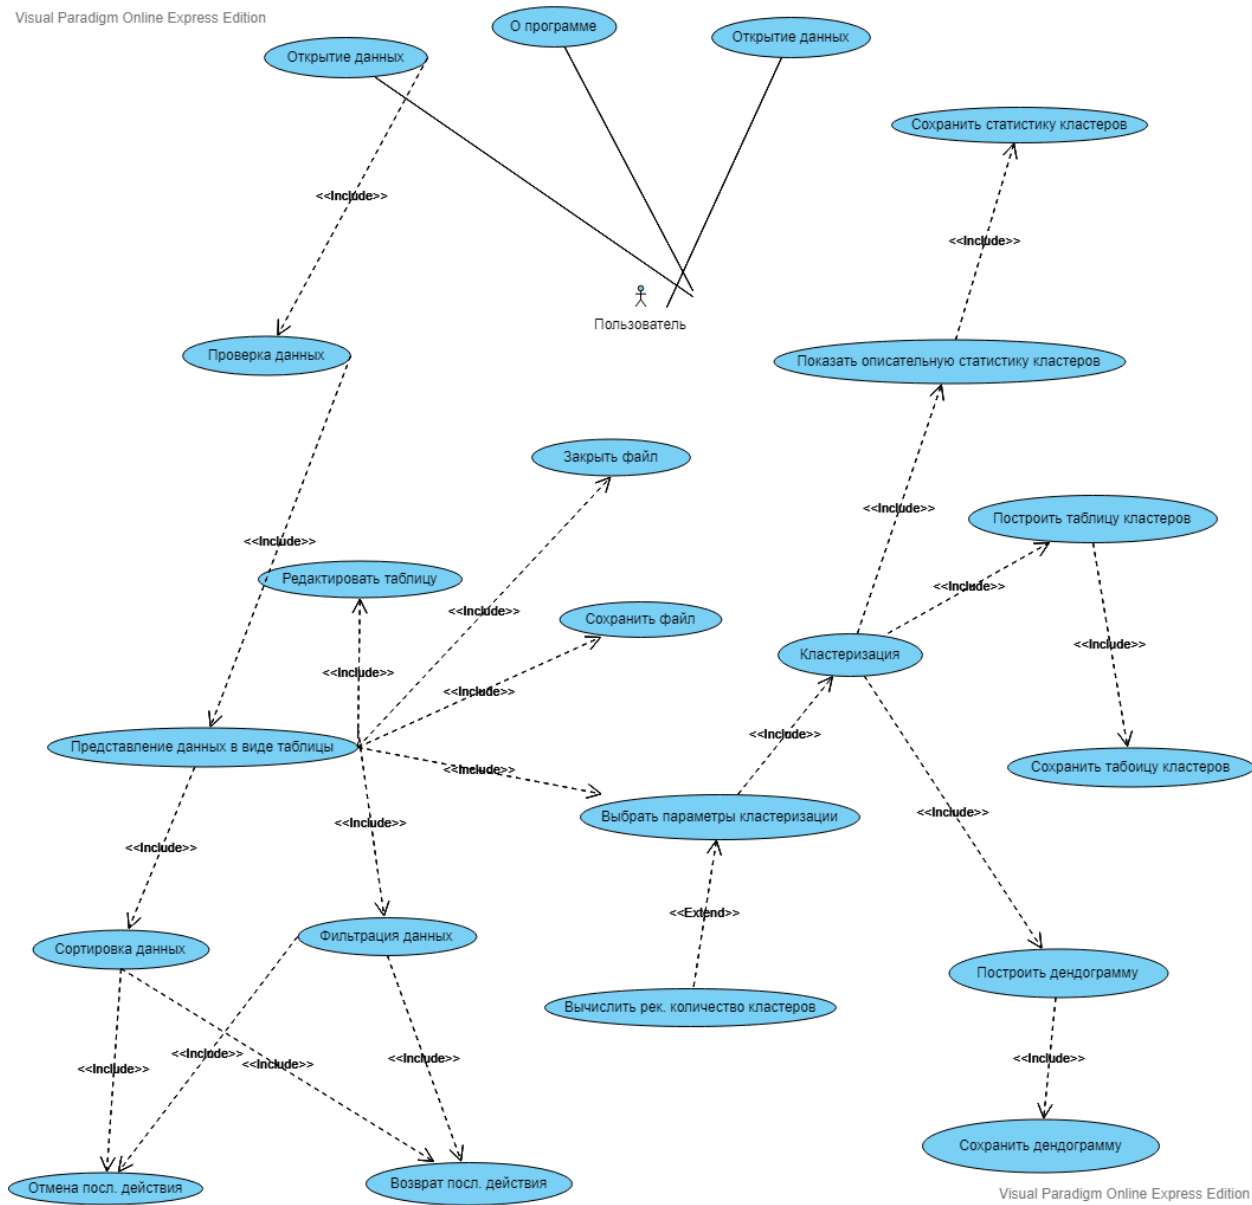 Visual Paradigm Online Express Edition
О программе
Открытие данных
Открытие данных
Сохранить статистику кластеров
<<Include>>
<<Include>>
Пользователь
Проверка данных
Показать описательную статистику кластеров
Закрыть файл
<<Include>>
Построить таблицу кластеров
<<Include>>
Редактировать таблицу
<<Include>>
<<Include>>
Сохранить файл
<<Include>>
Кластеризация
<<Include>>
<<Include>>
<<Include>>
Представление данных в виде таблицы
<<Include>>
<<Include>>
Сохранить табоицу кластеров
Выбрать параметры кластеризации
<<Include>>
<<Include>>
<<Include>>
<<Extend>>
Сортировка данных
Фильтрация данных
Построить дендограмму
Вычислить рек. количество кластеров
<<Include>>
<<Include>>
<<Include>>
<<Include>>
<<Include>>
Сохранить дендограмму
Отмена посл. действия
Возврат посл. действия
Visual Paradigm Online Express Edition